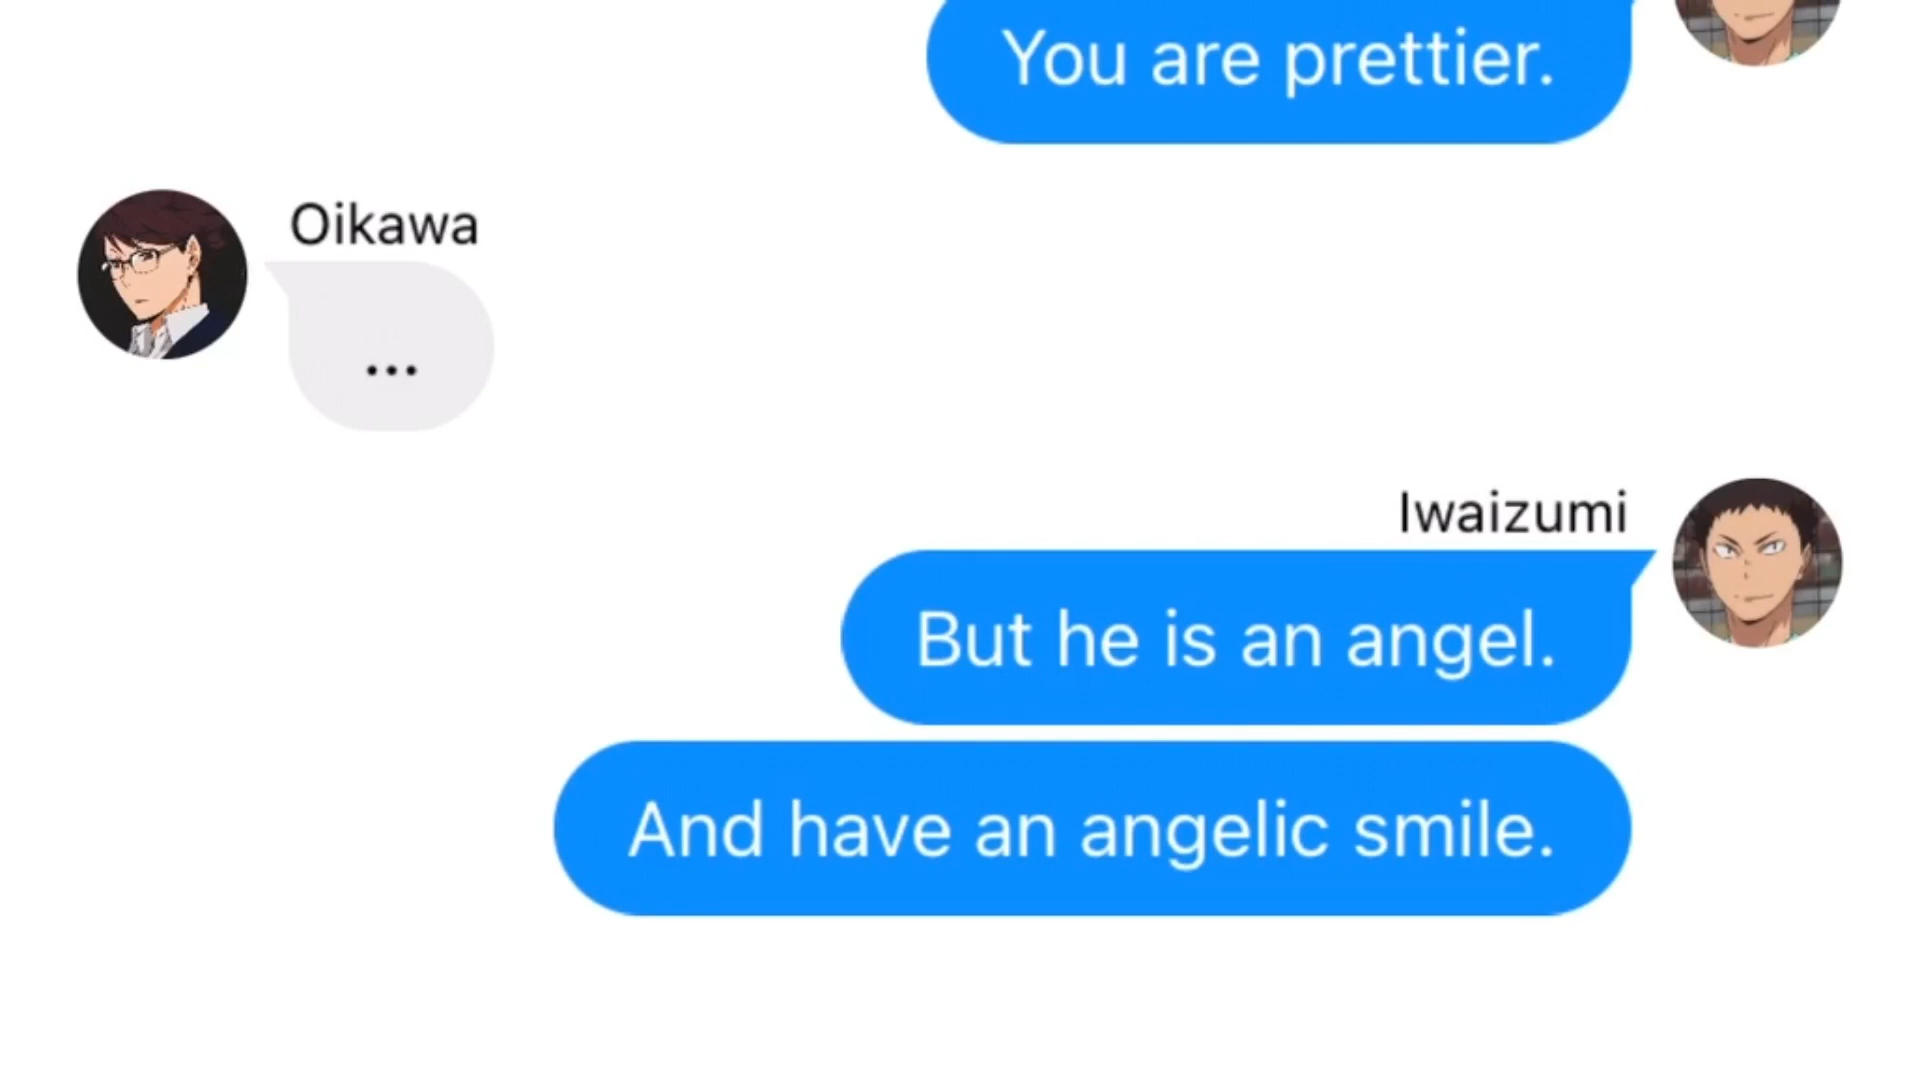 You are prettier.
Oikawa
...
Iwaizumi
But he is an angel.
And have an angelic smile.